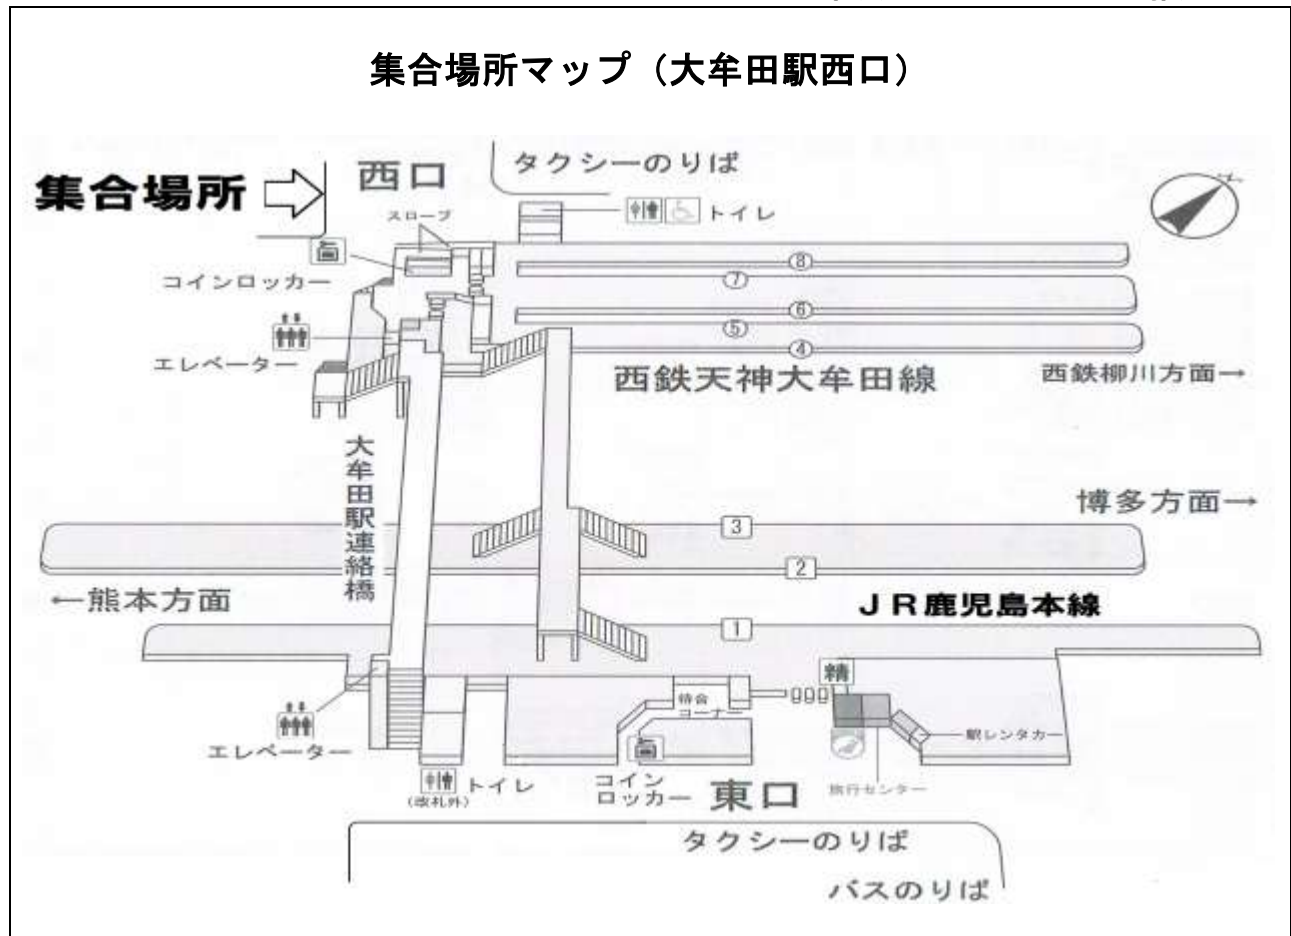 集合場所マップ（大牟田駅西口）
タクシーのりば
西口
集合場所
スロープ
トイレ
コインロッカー
⑧
⑦
⑥
⑤
④
エレベーター
西鉄天神大牟田線
西鉄柳川方面→
大牟田駅連絡橋
博多方面→
3
2
←熊本方面
JR鹿児島本線
1
精
待合
コーナー
エレベーター
駅レンタカー
トイレ
(改札外)
コイン
ロッカー
東口
旅行センター
タクシーのりば
バスのりば